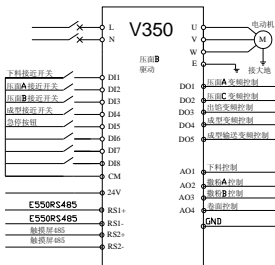 L
N
V350
压面B
驱动
U
V
W
E
电动机
M
接大地
下料接近开关
压面A接近开关
压面B接近开关
成型接近开关
急停按钮
DI1
DI2
DI3
DI4
DI5
DI6
DI7
DI8
CM
24V
E550RS485
RS1+
E550RS485
RS1-
触摸屏485
RS2+
触摸屏485
RS2-
DO1
压面A变频控制
DO2
压面C变频控制
DO3
出馅变频控制
DO4
成型变频控制
DO5
成型输送变频控制
AO1
下料控制
AO2
撒粉A控制
AO3
撒粉B控制
AO4
卷面控制
GND